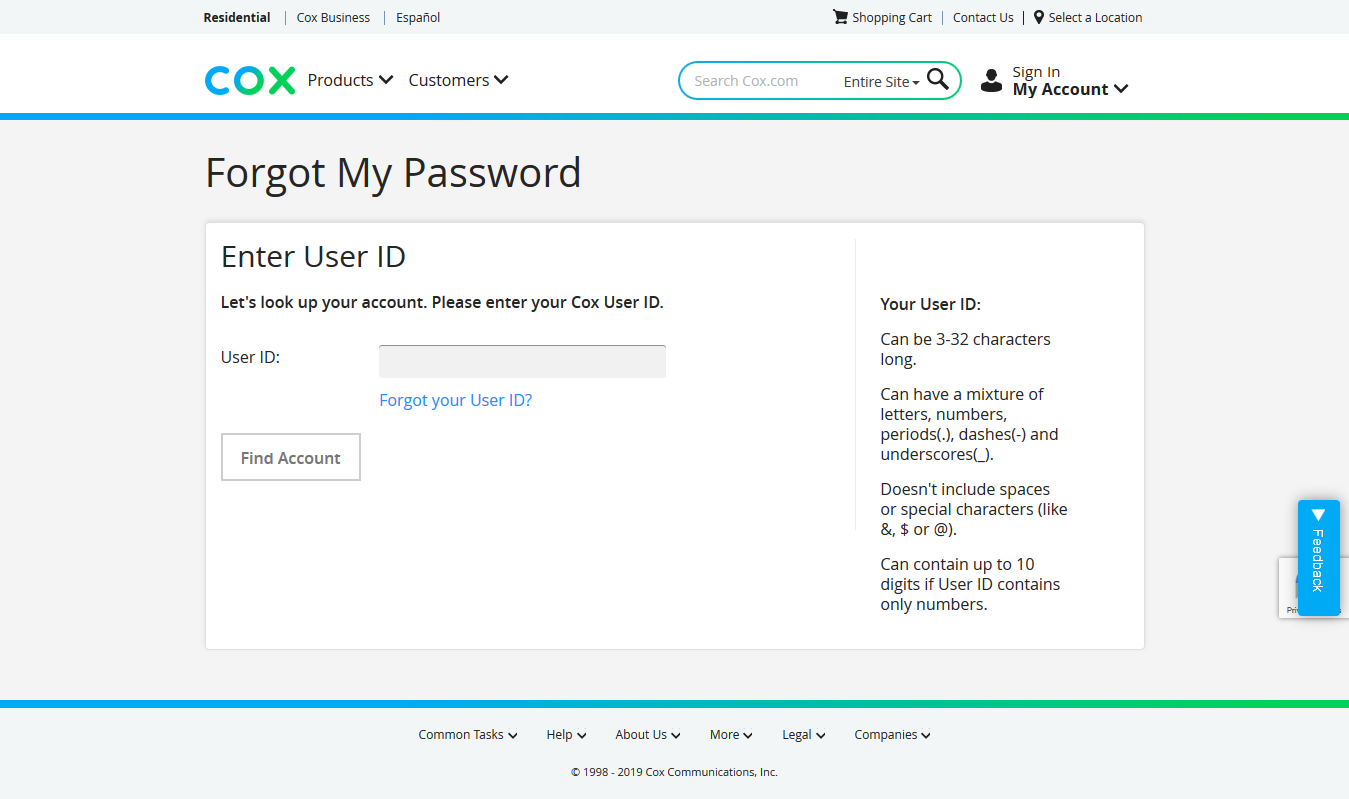 Residential Cox Business Español Shopping Cart Contact Us Select a Location
COX Products Customers Search Cox.com Entire Site Sign In
My Account
Forgot My Password
Enter User ID
Let's look up your account. Please enter your Cox User ID.
User ID:
Forgot your User ID?
Find Account
Your User ID:
Can be 3-32 characters
long.
Can have a mixture of
letters, numbers,
periods(.), dashes(-) and
underscores(_).
Doesn't include spaces
or special characters (like
&, $ or @).
Can contain up to 10
digits if User ID contains
only numbers.
Feedback
Common Tasks Help About Us More Legal Companies
© 1998 - 2019 Cox Communications, Inc.